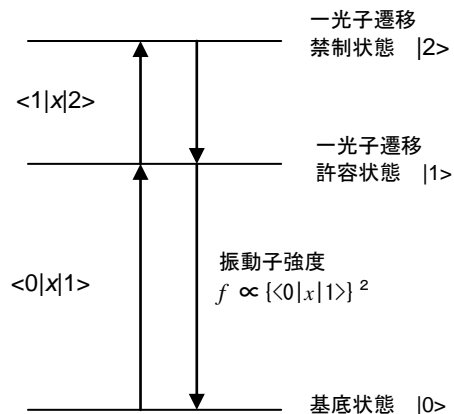 一光子遷移
禁制状態 |2>
<1|x|2>
一光子遷移
許容状態 |1>
<0|x|1>
振動子強度
f ∝ {<0|x|1>}²
基底状態 |0>